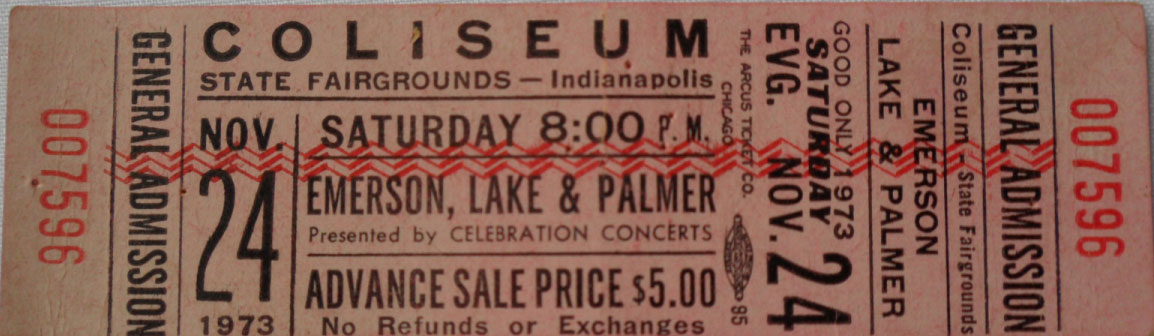 007596
GENERAL ADMISSION
COLISEUM
STATE FAIRGROUNDS — Indianapolis
NOV.
24
1973
SATURDAY 8:00 P. M.
EMERSON, LAKE & PALMER
Presented by CELEBRATION CONCERTS
ADVANCE SALE PRICE $5.00
No Refunds or Exchanges
THE ARCUS TICKET CO.
CHICAGO
95
GOOD ONLY 1973
SATURDAY
EVG. NOV. 24
EMERSON
LAKE & PALMER
Coliseum - State Fairgrounds
GENERAL ADMISSION
007596